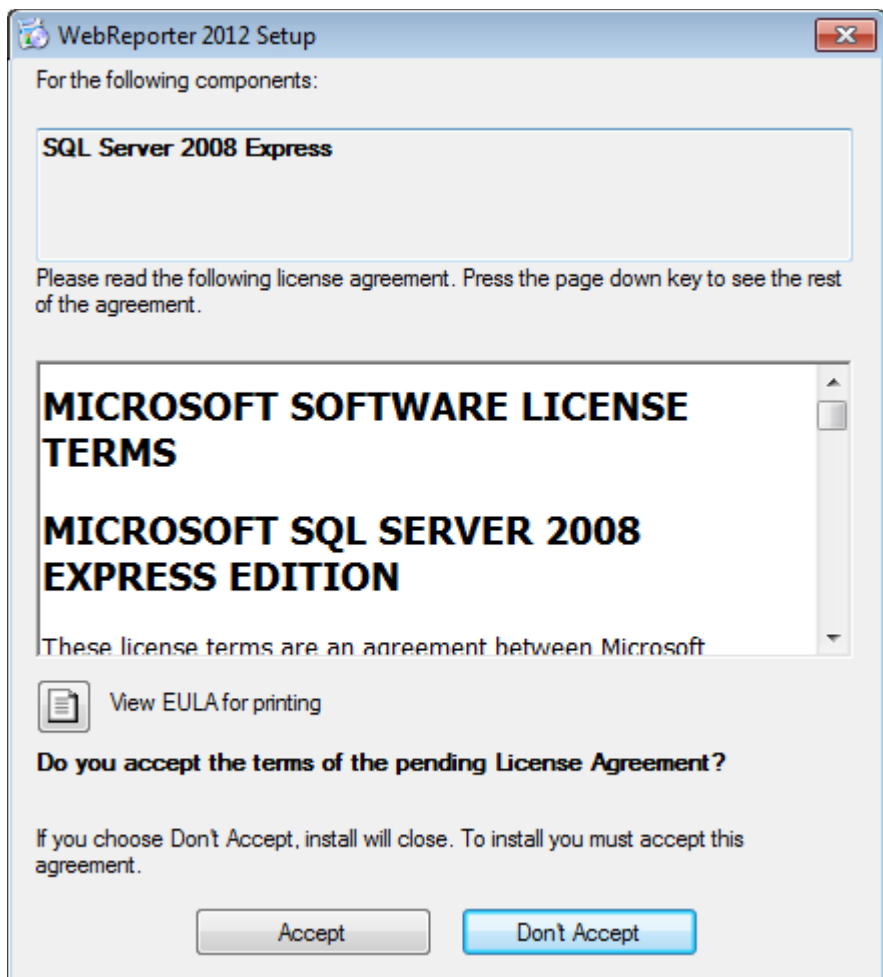 WebReporter 2012 Setup
For the following components:
SQL Server 2008 Express
Please read the following license agreement. Press the page down key to see the rest
of the agreement.
MICROSOFT SOFTWARE LICENSE
TERMS
MICROSOFT SQL SERVER 2008
EXPRESS EDITION
These license terms are an agreement between Microsoft
View EULA for printing
Do you accept the terms of the pending License Agreement?
If you choose Don't Accept, install will close. To install you must accept this
agreement.
Accept
Don't Accept